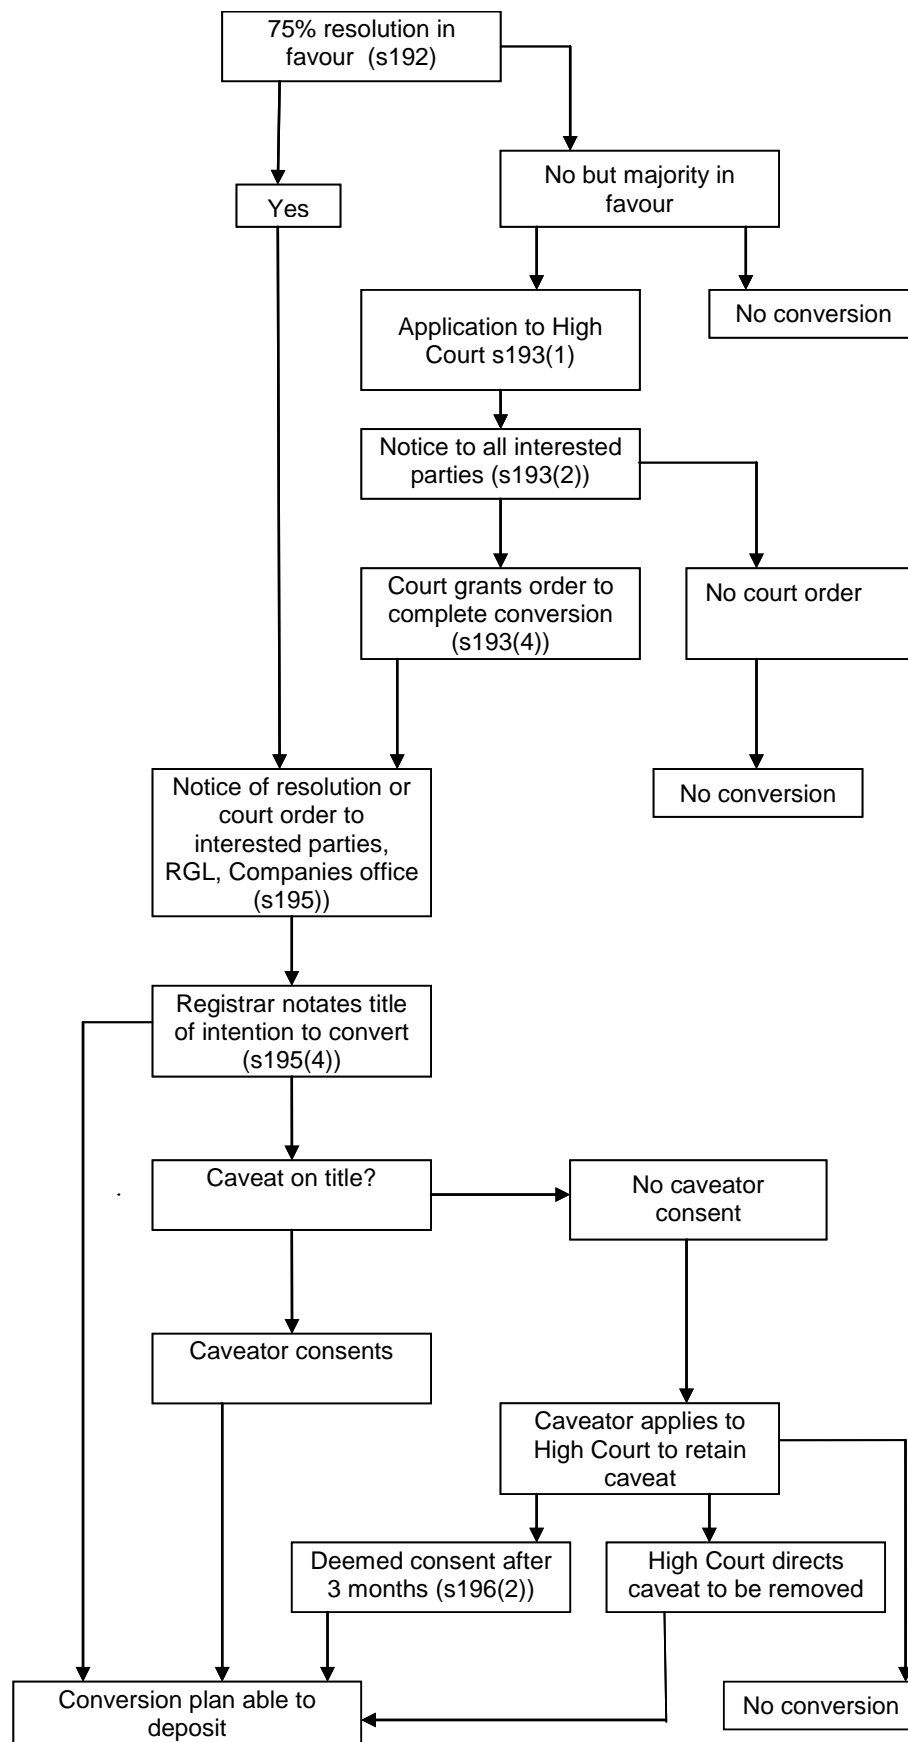 75% resolution in
favour (s192)
No but majority in
favour
Yes
No conversion
Application to High
Court s193(1)
Notice to all interested
parties (s193(2))
Court grants order to
complete conversion
(s193(4))
No court order
Notice of resolution or
court order to
interested parties,
RGL, Companies office
(s195))
No conversion
Registrar notates title
of intention to convert
(s195(4))
Caveat on title?
No caveator
consent
Caveator consents
Caveator applies to
High Court to retain
caveat
Deemed consent after
3 months (s196(2))
High Court directs
caveat to be removed
Conversion plan able to
deposit
No conversion